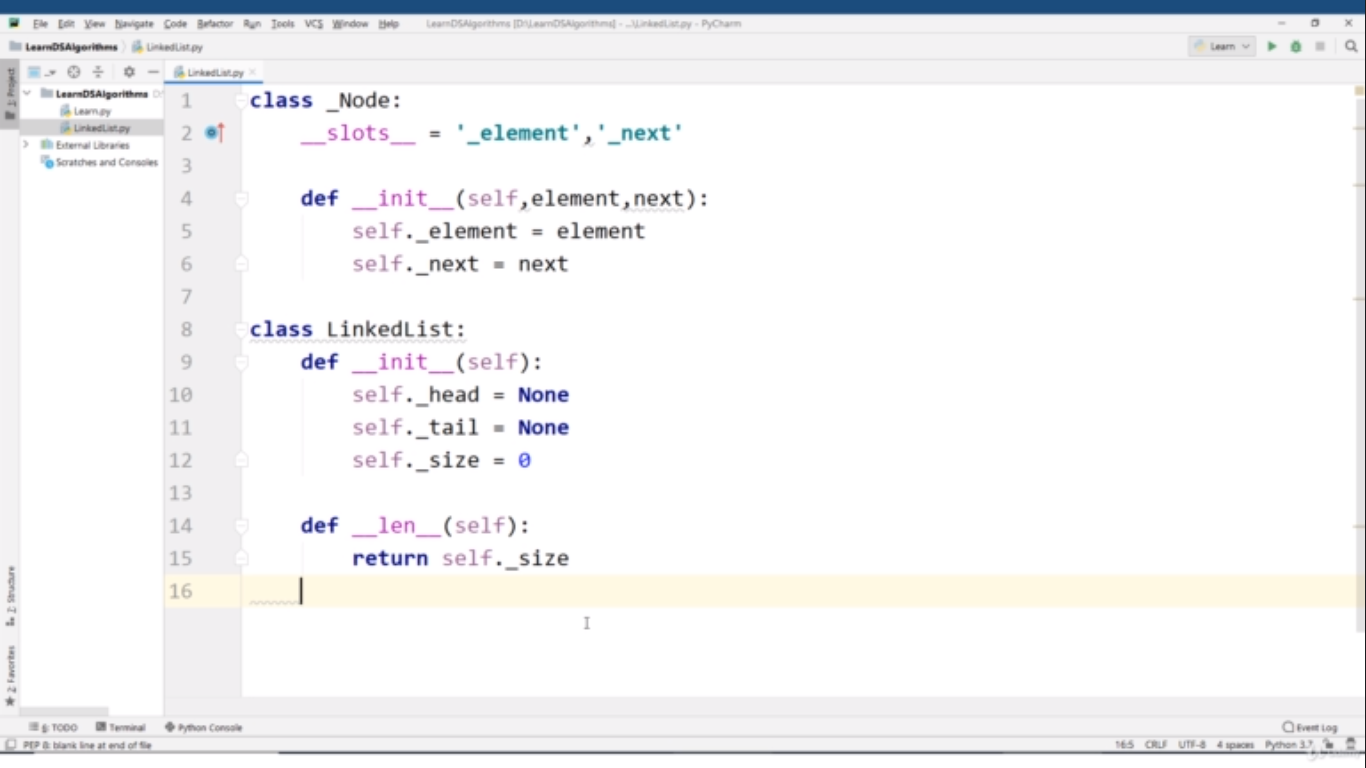 File Edit View Navigate Code Refactor Run Tools VCS Window Help LearnDSAlgorithms [D:\LearnDSAlgorithms] - ...\LinkedList.py - PyCharm
LearnDSAlgorithms LinkedList.py Learn
1: Project
LinkedList.py
LearnDSAlgorithms
Learn.py
LinkedList.py
External Libraries
Scratches and Consoles
1 class _Node:
2 __slots__ = '_element','_next'
3
4 def __init__(self,element,next):
5 self._element = element
6 self._next = next
7
8 class LinkedList:
9 def __init__(self):
10 self._head = None
11 self._tail = None
12 self._size = 0
13
14 def __len__(self):
15 return self._size
16
7: Structure
2: Favorites
6: TODO Terminal Python Console Event Log
PEP 8: blank line at end of file 16:5 CRLF UTF-8 4 spaces Python 3.7